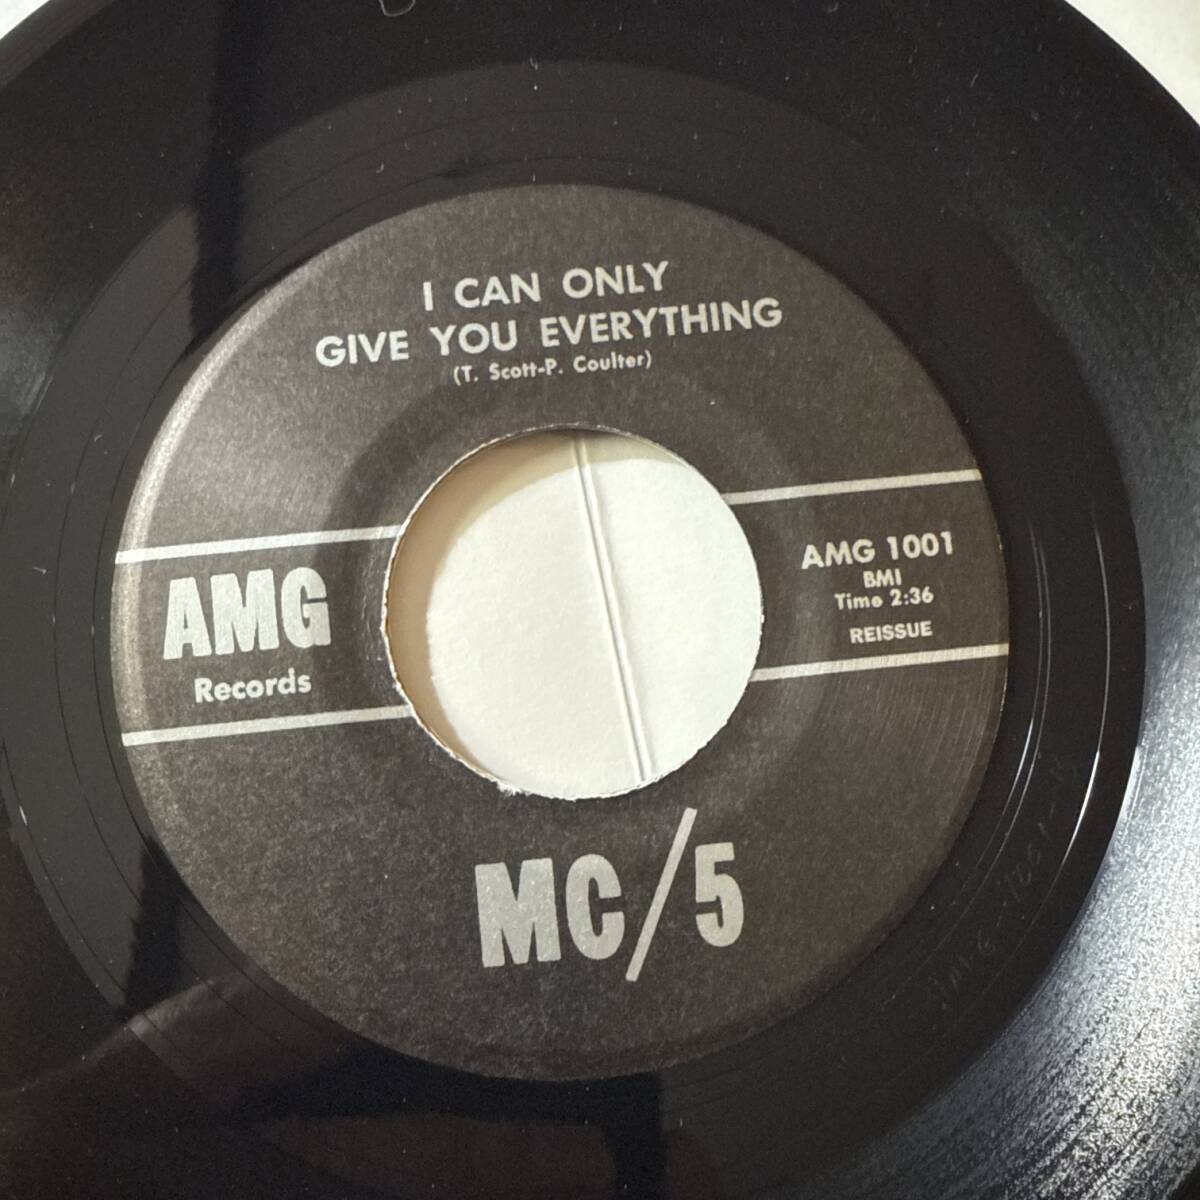 I CAN ONLY
GIVE YOU EVERYTHING
(T. Scott-P. Coulter)
AMG
Records
AMG 1001
BMI
Time 2:36
REISSUE
MC/5